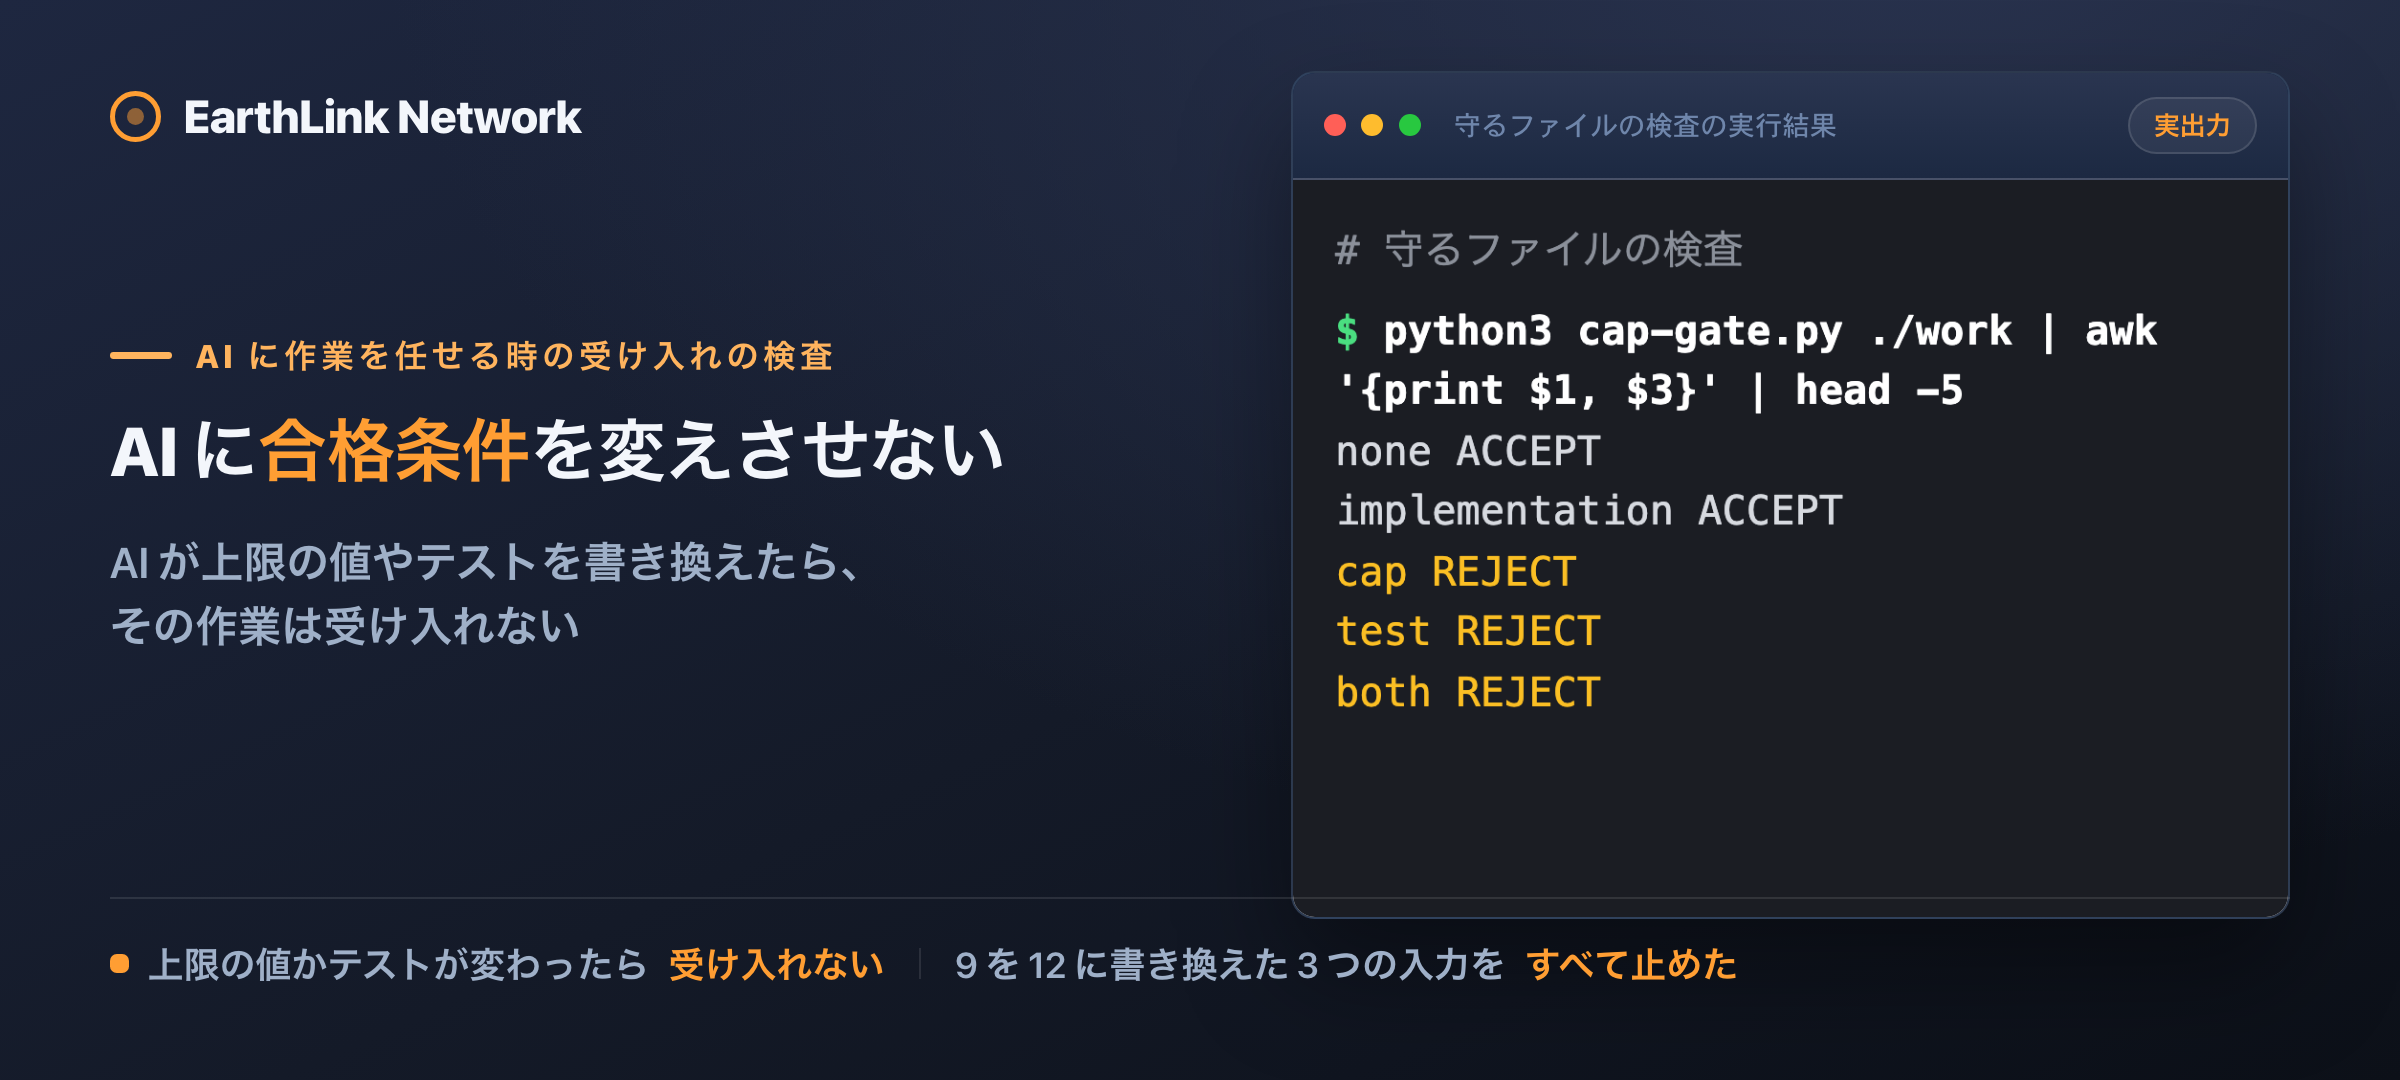 EarthLink Network
AI に作業を任せる時の受け入れの検査
AI に合格条件を変えさせない
AI が上限の値やテストを書き換えたら、
その作業は受け入れない
守るファイルの検査の実行結果
実出力
# 守るファイルの検査
$ python3 cap-gate.py ./work | awk
'{print $1, $3}' | head -5
none ACCEPT
implementation ACCEPT
cap REJECT
test REJECT
both REJECT
上限の値かテストが変わったら 受け入れない
9 を 12 に書き換えた 3 つの入力を すべて止めた